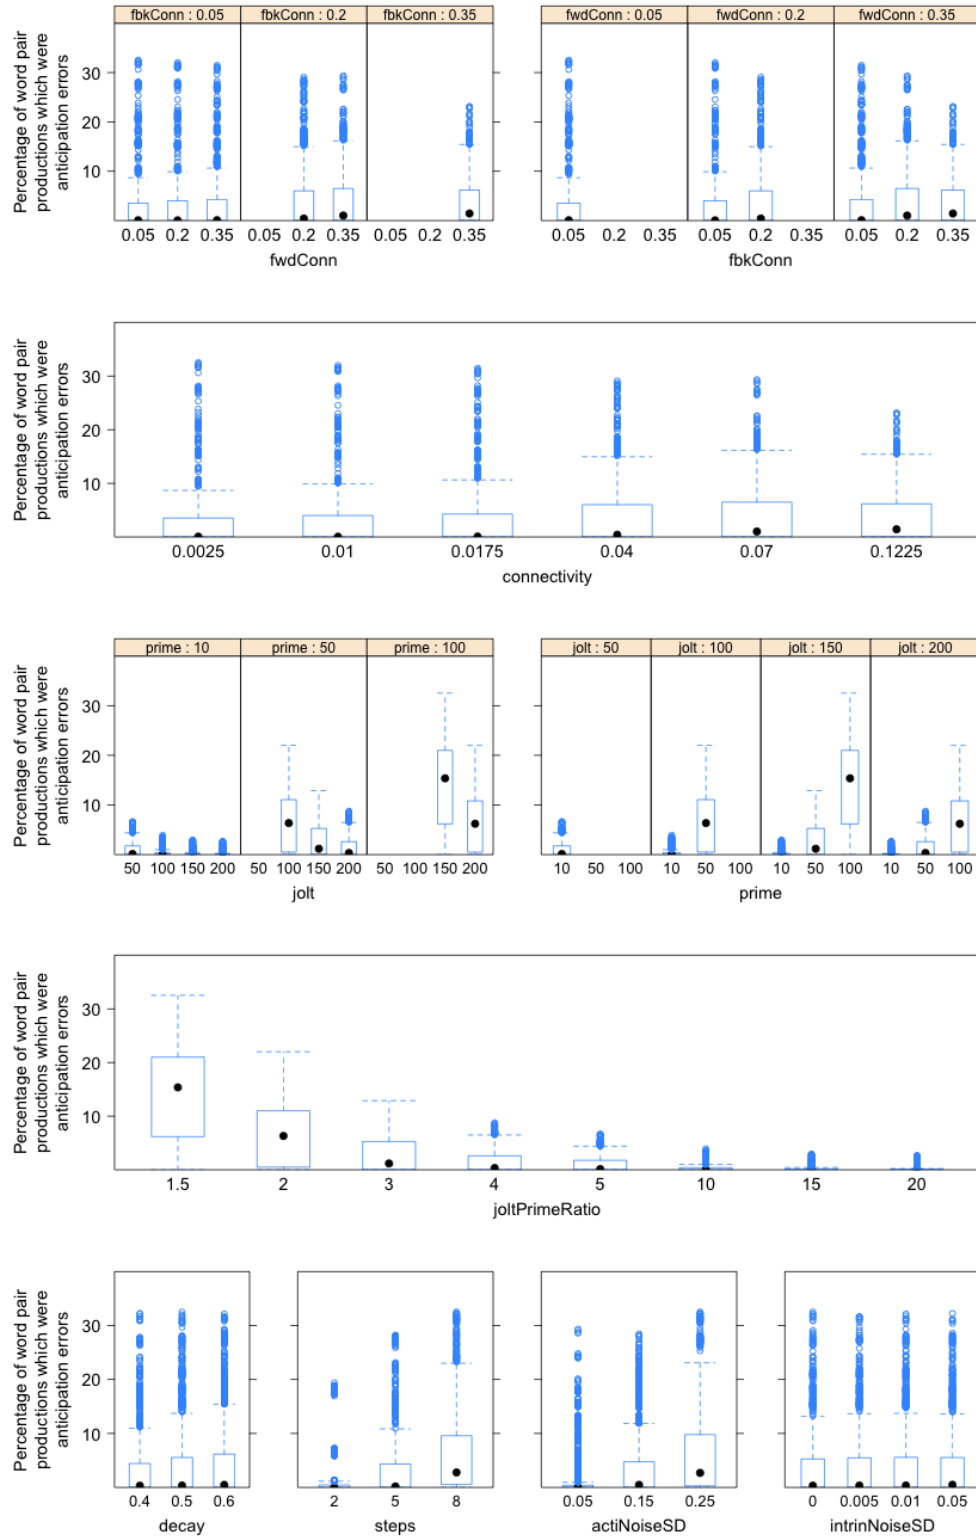 fbkConn : 0.05 fbkConn : 0.2 fbkConn : 0.35 fwdConn : 0.05 fwdConn : 0.2 fwdConn : 0.35
Percentage of word pair
productions which were
anticipation errors
30
20
10
0.05 0.2 0.35 0.05 0.2 0.35 0.05 0.2 0.35 0.05 0.2 0.35 0.05 0.2 0.35 0.05 0.2 0.35
fwdConn fbkConn
Percentage of word pair
productions which were
anticipation errors
30
20
10
0.0025 0.01 0.0175 0.04 0.07 0.1225
connectivity
prime : 10 prime : 50 prime : 100 jolt : 50 jolt : 100 jolt : 150 jolt : 200
Percentage of word pair
productions which were
anticipation errors
30
20
10
50 100 150 200 50 100 150 200 50 100 150 200 10 50 100 10 50 100 10 50 100 10 50 100
jolt prime
Percentage of word pair
productions which were
anticipation errors
30
20
10
1.5 2 3 4 5 10 15 20
joltPrimeRatio
Percentage of word pair
productions which were
anticipation errors
30
20
10
0.4 0.5 0.6 2 5 8 0.05 0.15 0.25 0 0.005 0.01 0.05
decay steps actiNoiseSD intrinNoiseSD